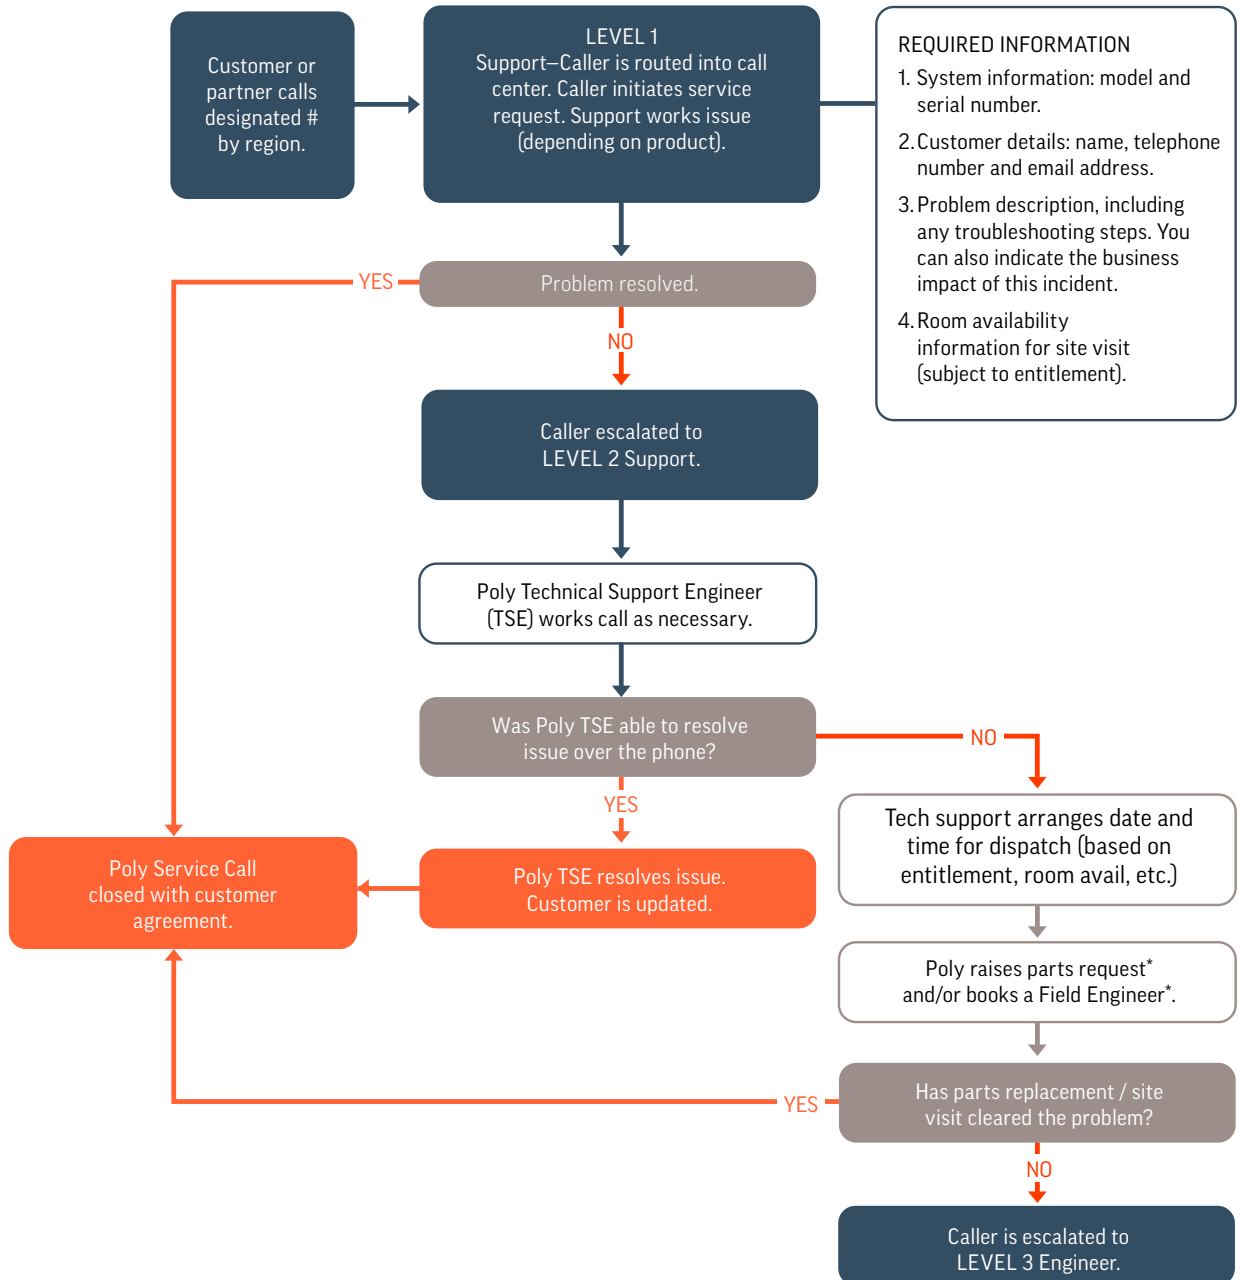 Customer or
partner calls
designated #
by region.
LEVEL 1
Support—Caller is routed into call
center. Caller initiates service
request. Support works issue
(depending on product).
REQUIRED INFORMATION
1. System information: model and
serial number.
2. Customer details: name, telephone
number and email address.
3. Problem description, including
any troubleshooting steps. You
can also indicate the business
impact of this incident.
4. Room availability
information for site visit
(subject to entitlement).
Problem resolved.
YES
NO
Caller escalated to
LEVEL 2 Support.
Poly Technical Support Engineer
(TSE) works call as necessary.
Was Poly TSE able to resolve
issue over the phone?
NO
YES
Tech support arranges date and
time for dispatch (based on
entitlement, room avail, etc.)
Poly TSE resolves issue.
Customer is updated.
Poly Service Call
closed with customer
agreement.
Poly raises parts request*
and/or books a Field Engineer*.
Has parts replacement / site
visit cleared the problem?
YES
NO
Caller is escalated to
LEVEL 3 Engineer.